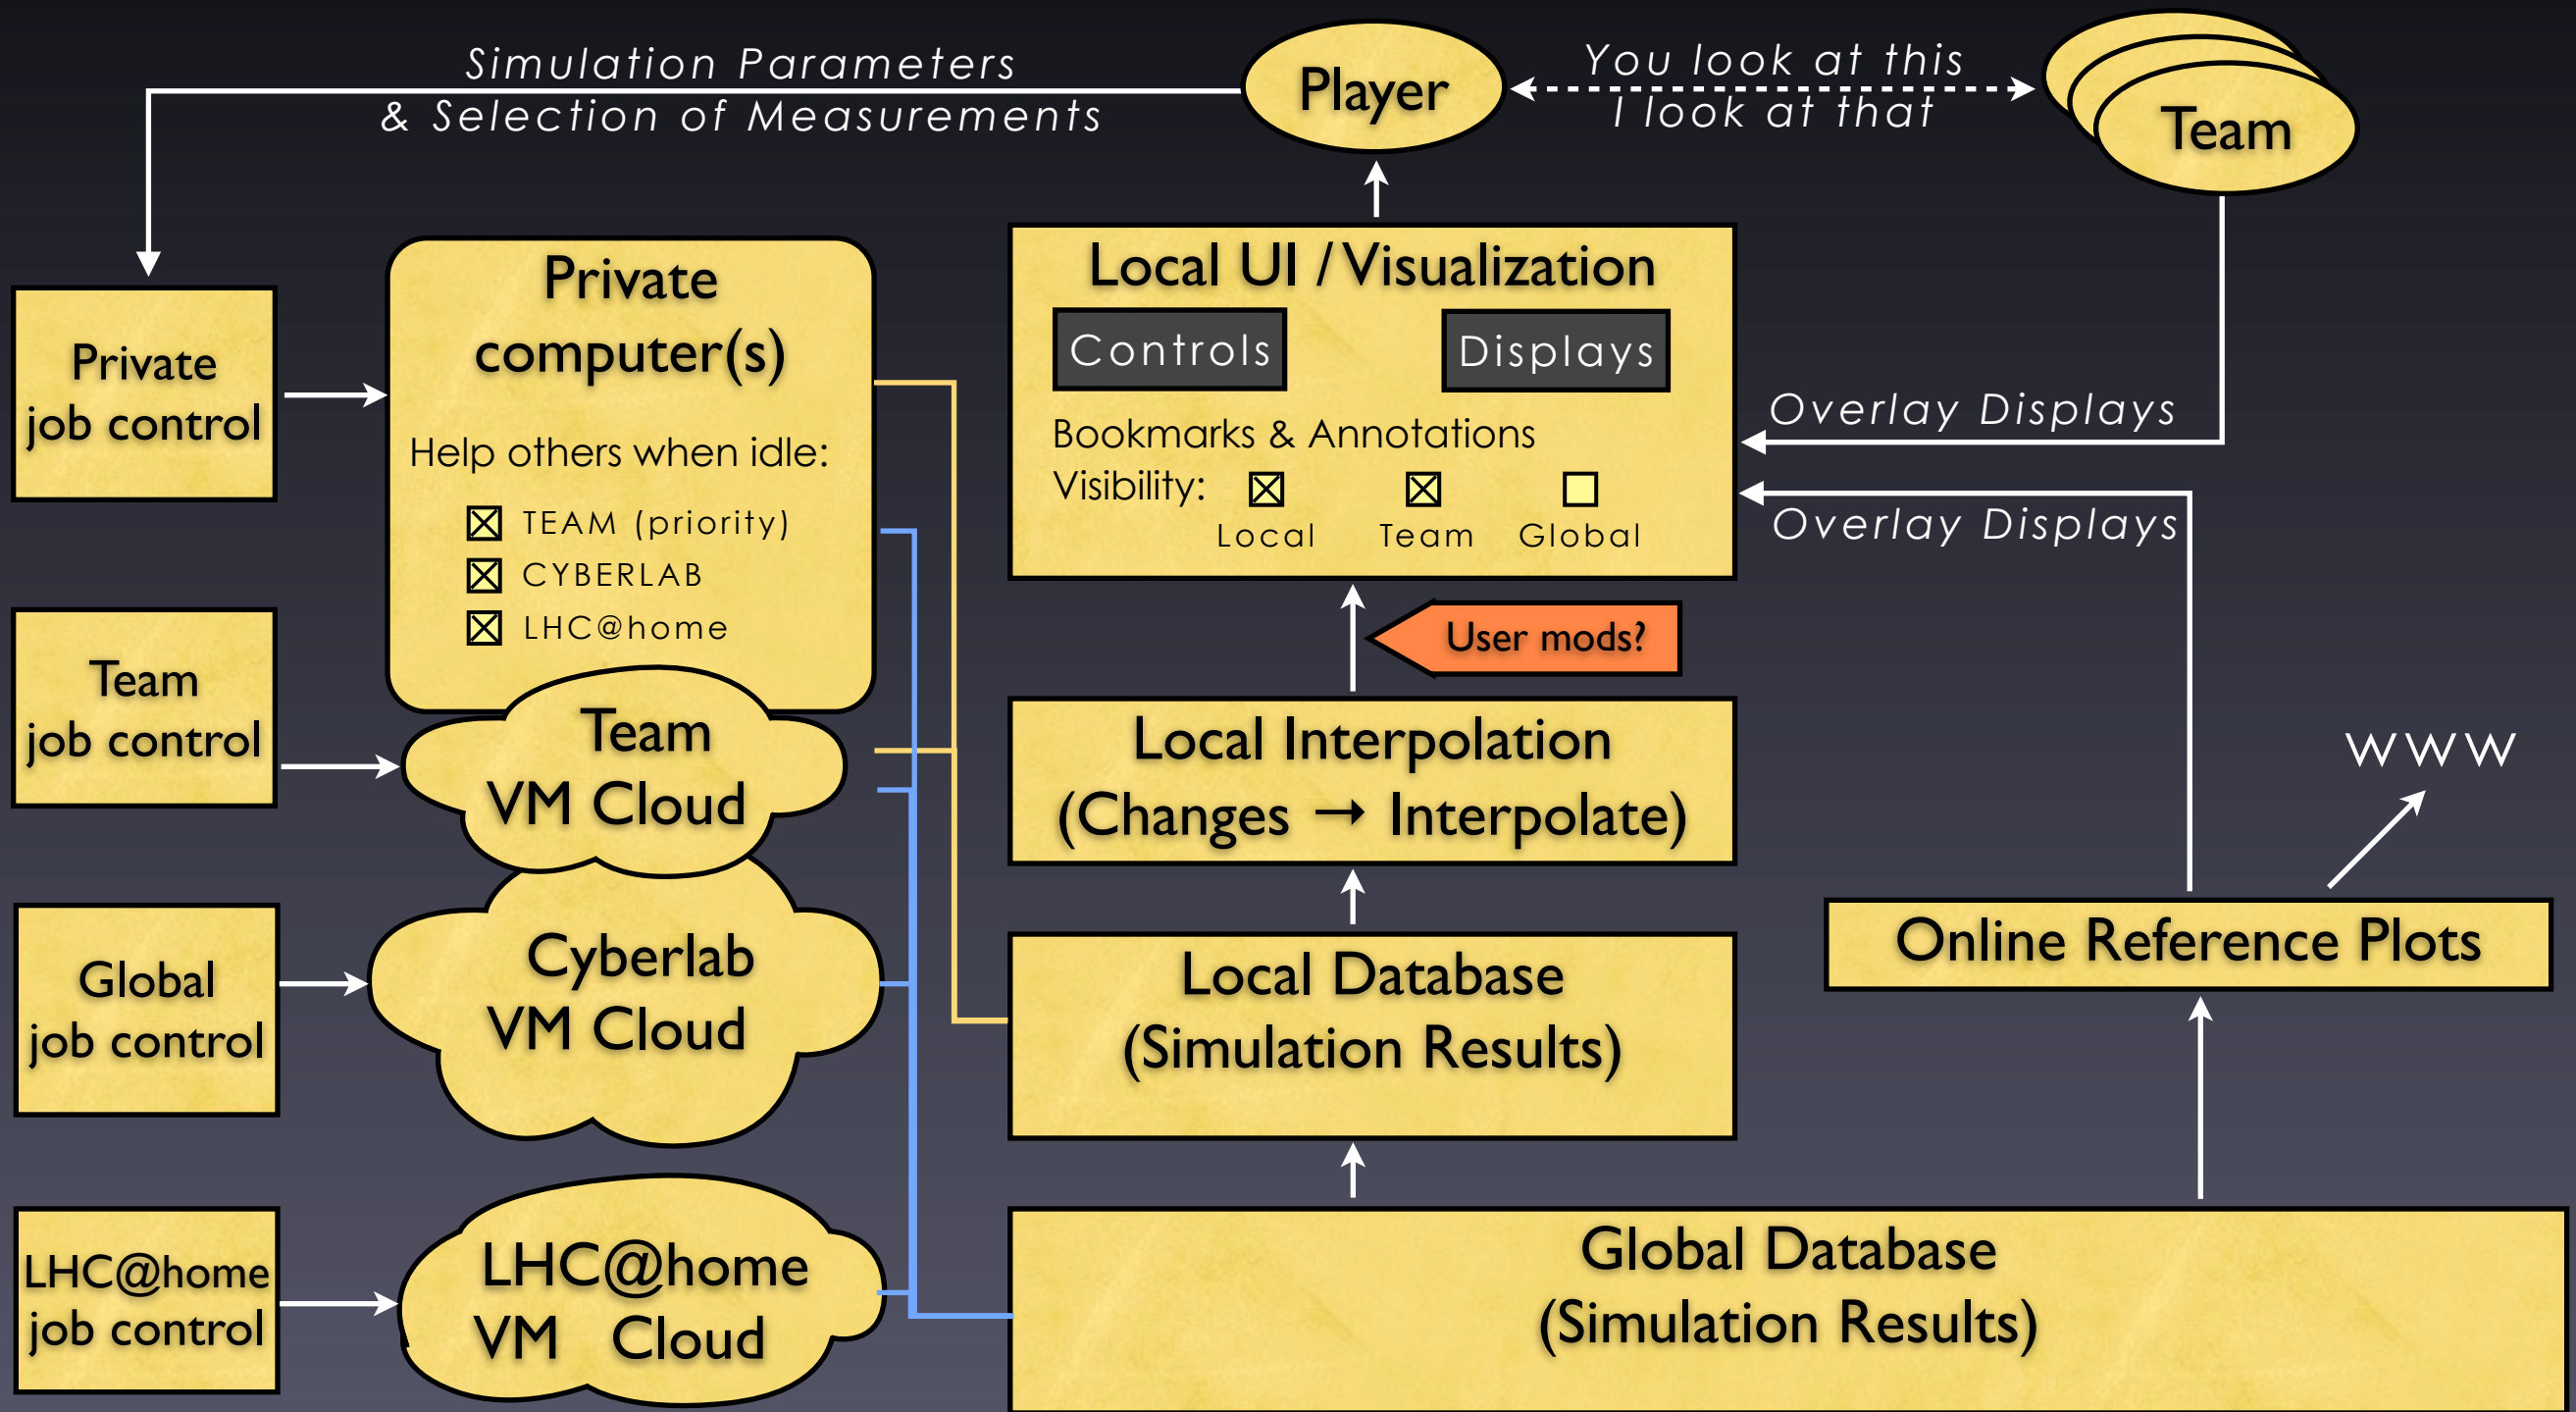 Simulation Parameters
& Selection of Measurements
Player
You look at this
I look at that
Team
Private
job control
Private
computer(s)
Help others when idle:
TEAM (priority)
CYBERLAB
LHC@home
Local UI / Visualization
Controls
Displays
Bookmarks & Annotations
Visibility:
Local
Team
Global
Overlay Displays
Overlay Displays
User mods?
Team
job control
Team
VM Cloud
Local Interpolation
(Changes → Interpolate)
WWW
Global
job control
Cyberlab
VM Cloud
Local Database
(Simulation Results)
Online Reference Plots
LHC@home
job control
LHC@home
VM Cloud
Global Database
(Simulation Results)